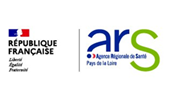 RÉPUBLIQUE
FRANÇAISE
Liberté
Égalité
Fraternité
ars
Agence Régionale de Santé
Pays de la Loire